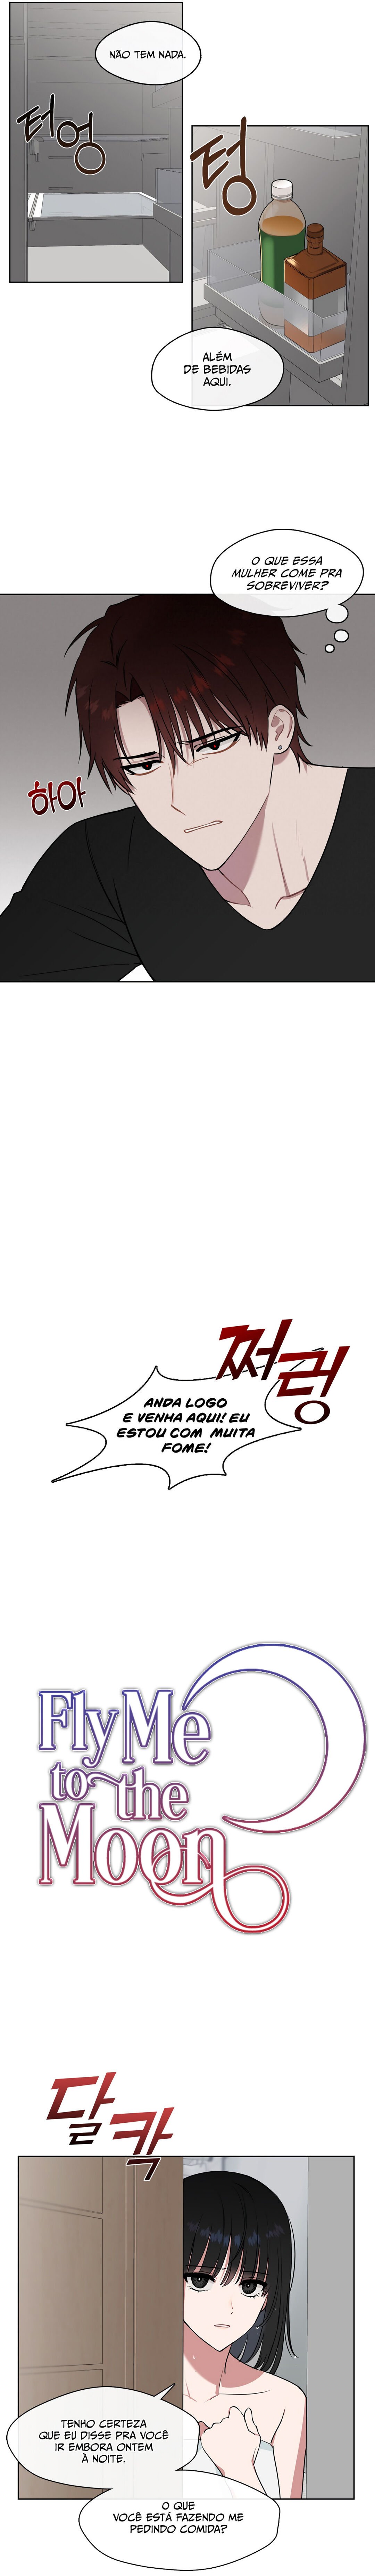 NÃO TEM NADA.
터엉
텅
ALÉM
DE BEBIDAS
AQUI.
O QUE ESSA
MULHER COME PRA
SOBREVIVER?
하아
쩌렁
ANDA LOGO
E VENHA AQUI! EU
ESTOU COM MUITA
FOME!
Fly Me
to the
Moon
달칵
TENHO CERTEZA
QUE EU DISSE PRA VOCÊ
IR EMBORA ONTEM
À NOITE.
O QUE
VOCÊ ESTÁ FAZENDO ME
PEDINDO COMIDA?